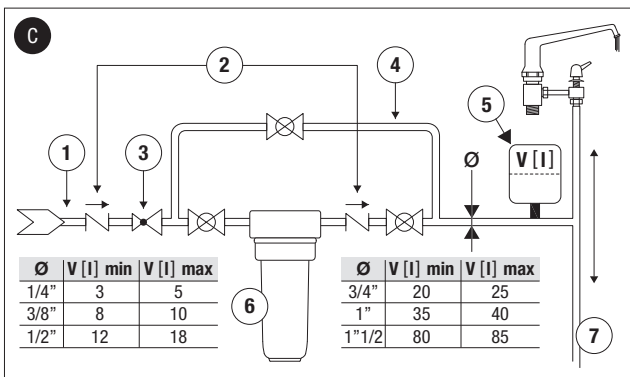 C
2
4
5
1
3
Ø
V [l]
Ø V [l] min V [l] max
1/4” 3 5
3/8” 8 10
1/2” 12 18
6
Ø V [l] min V [l] max
3/4” 20 25
1” 35 40
1”1/2 80 85
7